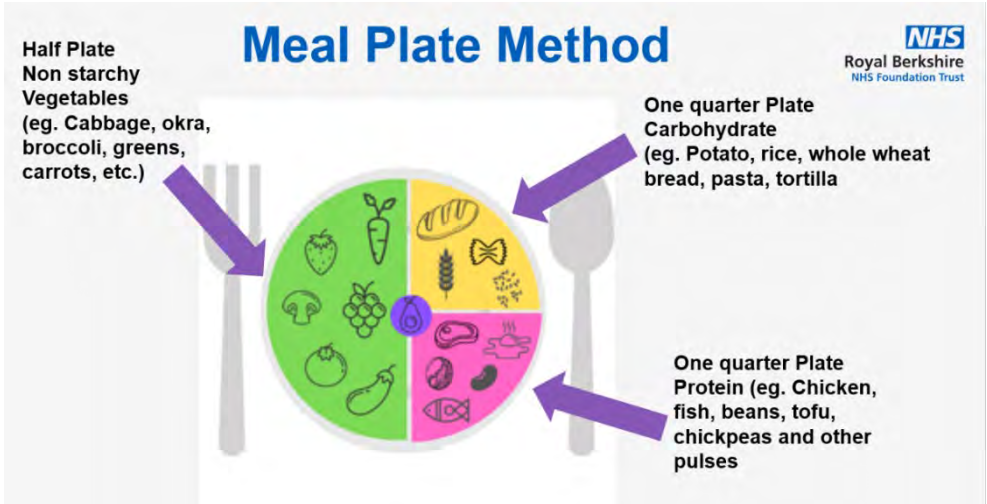 Meal Plate Method
NHS
Royal Berkshire
NHS Foundation Trust
Half Plate
Non starchy
Vegetables
(eg. Cabbage, okra,
broccoli, greens,
carrots, etc.)
One quarter Plate
Carbohydrate
(eg. Potato, rice, whole wheat
bread, pasta, tortilla
One quarter Plate
Protein (eg. Chicken,
fish, beans, tofu,
chickpeas and other
pulses